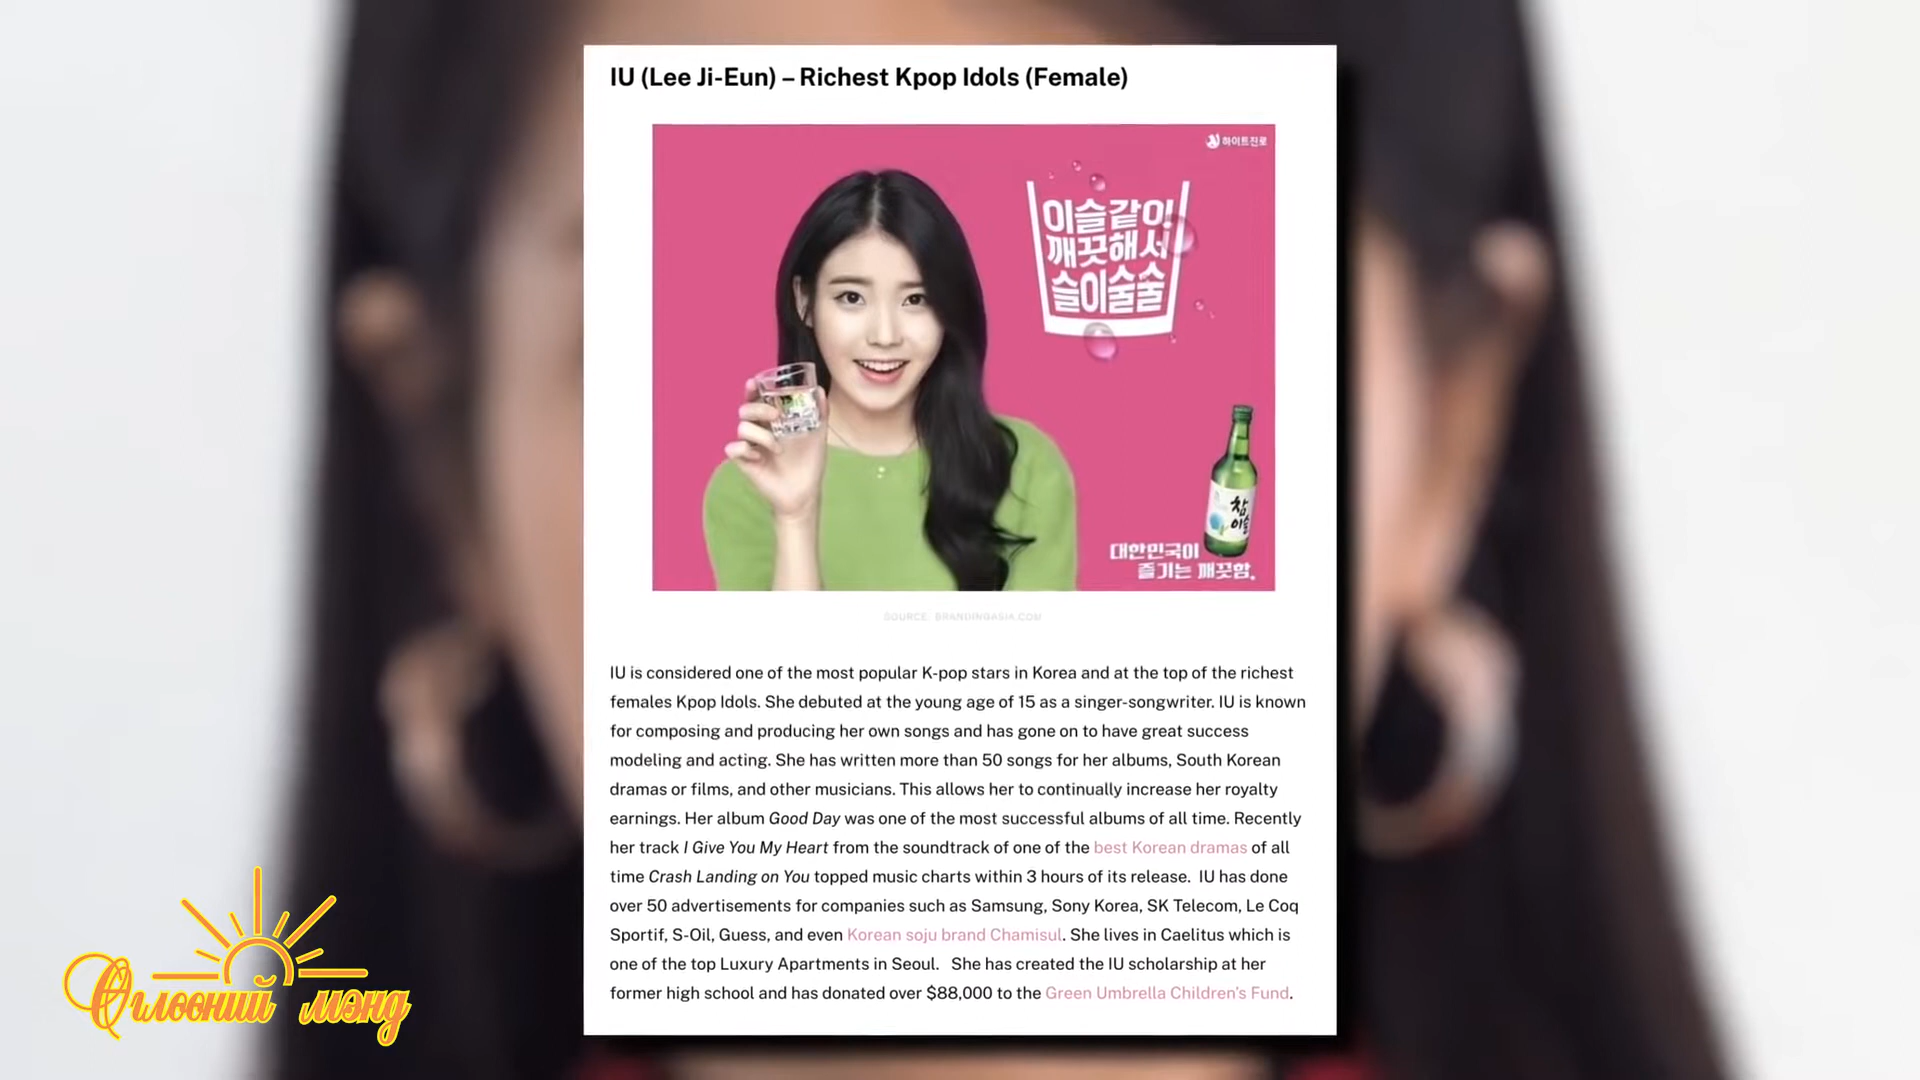 IU (Lee Ji-Eun) – Richest Kpop Idols (Female)
하이트진로
이슬같이
깨끗해서
슬이술술
참
이슬
대한민국이
즐기는 깨끗함.
SOURCE: BRANDINGASIA.COM
IU is considered one of the most popular K-pop stars in Korea and at the top of the richest
females Kpop Idols. She debuted at the young age of 15 as a singer-songwriter. IU is known
for composing and producing her own songs and has gone on to have great success
modeling and acting. She has written more than 50 songs for her albums, South Korean
dramas or films, and other musicians. This allows her to continually increase her royalty
earnings. Her album Good Day was one of the most successful albums of all time. Recently
her track I Give You My Heart from the soundtrack of one of the best Korean dramas of all
time Crash Landing on You topped music charts within 3 hours of its release. IU has done
over 50 advertisements for companies such as Samsung, Sony Korea, SK Telecom, Le Coq
Sportif, S-Oil, Guess, and even Korean soju brand Chamisul. She lives in Caelitus which is
one of the top Luxury Apartments in Seoul. She has created the IU scholarship at her
former high school and has donated over $88,000 to the Green Umbrella Children's Fund.
Өглөөний мэнд